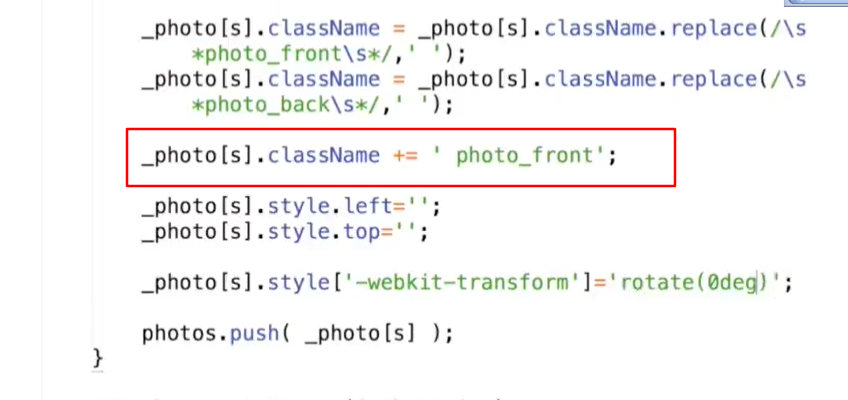 _photo[s].className = _photo[s].className.replace(/\s
*photo_front\s*/,' ');
_photo[s].className = _photo[s].className.replace(/\s
*photo_back\s*/,' ');
_photo[s].className += ' photo_front';
_photo[s].style.left='';
_photo[s].style.top='';
_photo[s].style['-webkit-transform']='rotate(0deg)';
photos.push( _photo[s] );
}